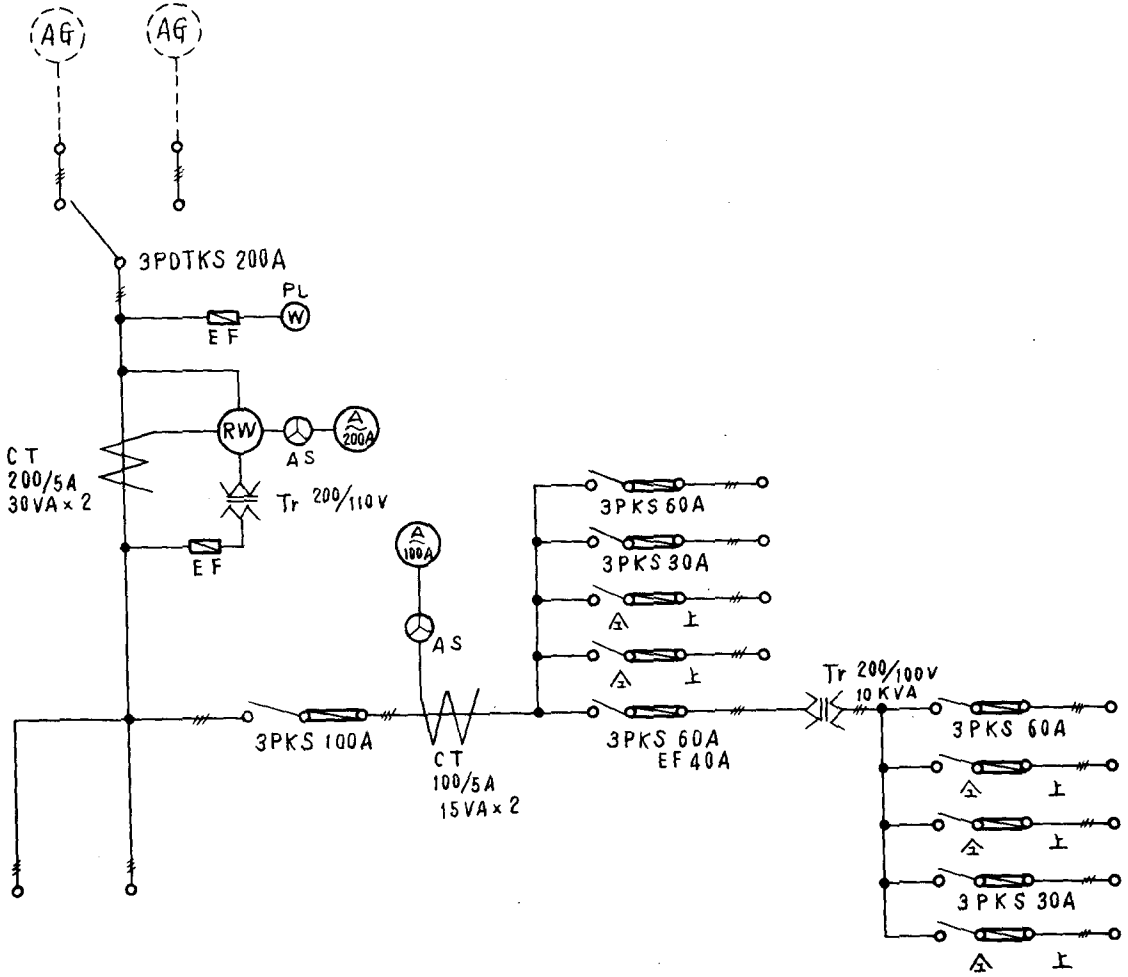 AG
AG
3PDTKS 200A
PL
W
EF
RW
AS
A
200A
CT
200/5A
30VA×2
Tr 200/110V
EF
A
100A
AS
3PKS 60A
3PKS 30A
仝 上
仝 上
3PKS 100A
CT
100/5A
15VA×2
3PKS 60A
EF 40A
Tr 200/100V
10KVA
3PKS 60A
仝 上
仝 上
3PKS 30A
仝 上